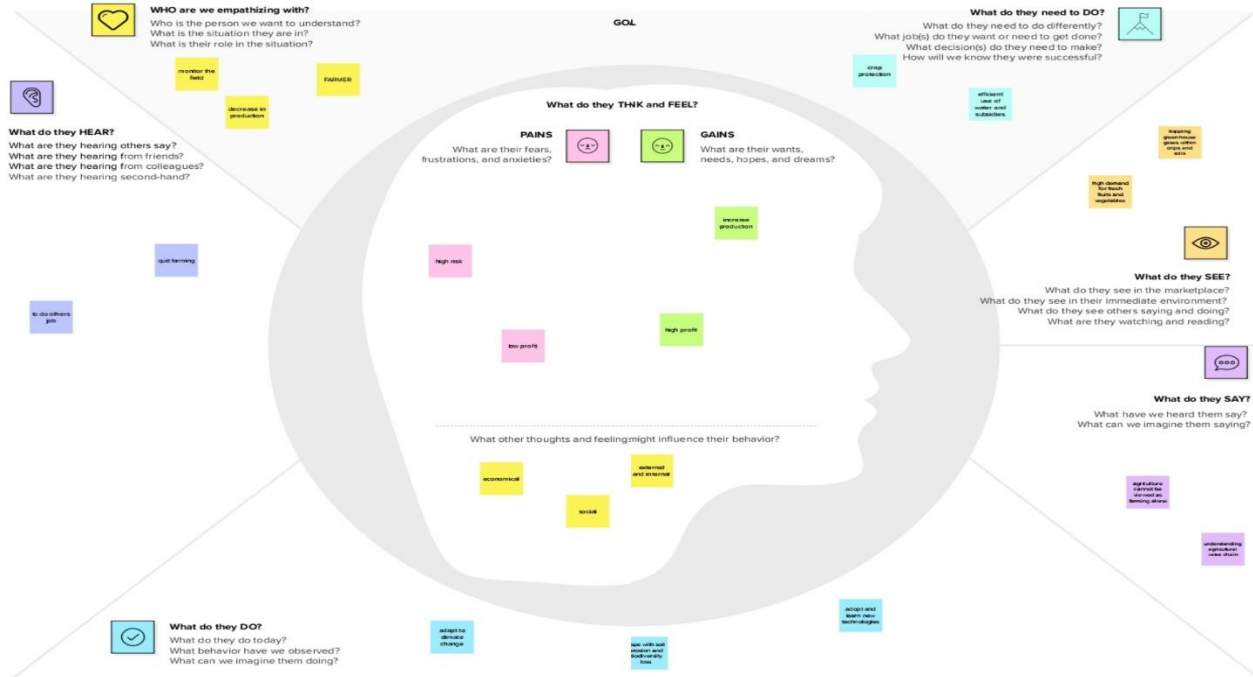 WHO are we empathizing with?
Who is the person we want to understand?
What is the situation they are in?
What is their role in the situation?
monitor the
field
decrease in
production
FARMER
GOL
What do they need to DO?
What do they need to do differently?
What job(s) do they want or need to get done?
What decision(s) do they need to make?
How will we know they were successful?
crop
protection
efficient
use of
water and
subsidies
What do they HEAR?
What are they hearing others say?
What are they hearing from friends?
What are they hearing from colleagues?
What are they hearing second-hand?
quit farming
to do others
job
What do they THNK and FEEL?
PAINS
What are their fears,
frustrations, and anxieties?
GAINS
What are their wants,
needs, hopes, and dreams?
high risk
low profit
increase
production
high profit
What other thoughts and feelingmight influence their behavior?
economical
social
external
and internal
green house
gases within
high demand
for fresh
fruits and
vegetables
What do they SEE?
What do they see in the marketplace?
What do they see in their immediate environment?
What do they see others saying and doing?
What are they watching and reading?
What do they SAY?
What have we heard them say?
What can we imagine them saying?
agriculture
cannot be
viewed as
farming alone
understanding
agricultural
chain
What do they DO?
What do they do today?
What behavior have we observed?
What can we imagine them doing?
adapt to
climate
change
ope with soil
erosion and
biodiversity
loss
adopt and
learn new
technologies